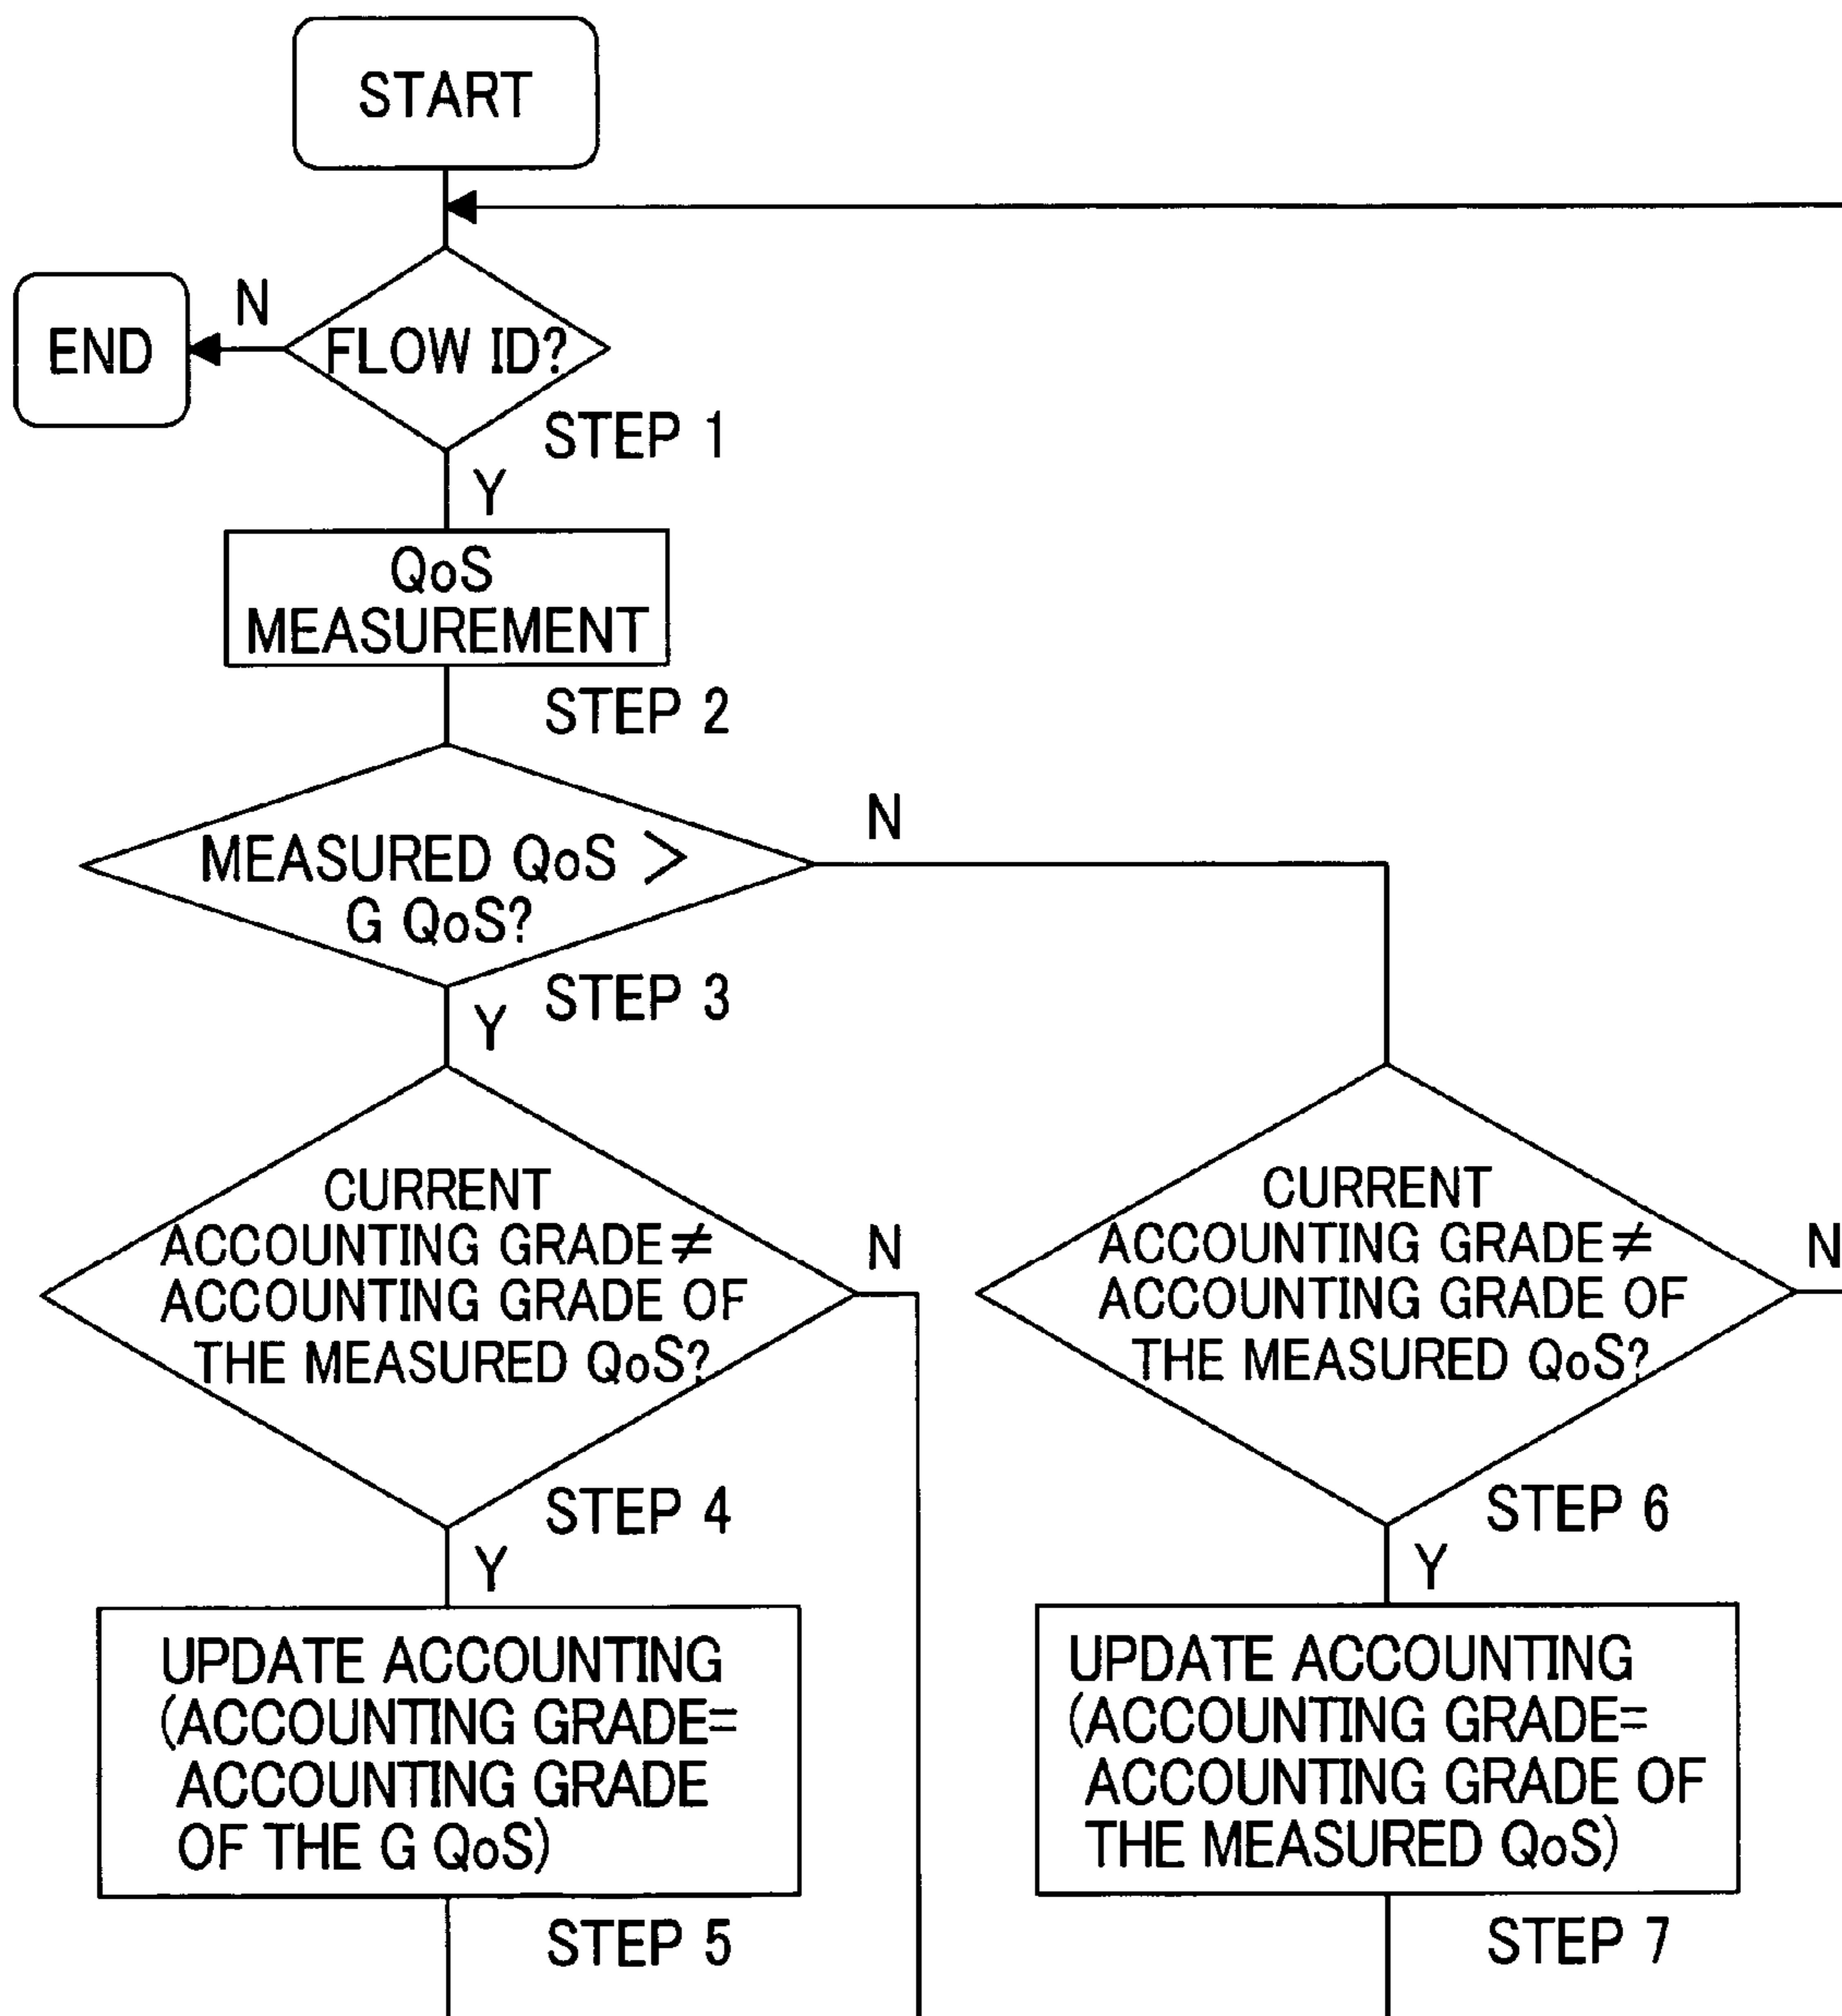 START
END
N
FLOW ID?
STEP 1
Y
QoS
MEASUREMENT
STEP 2
MEASURED QoS >
G QoS?
N
STEP 3
Y
CURRENT
ACCOUNTING GRADE≠
ACCOUNTING GRADE OF
THE MEASURED QoS?
N
STEP 4
Y
UPDATE ACCOUNTING
(ACCOUNTING GRADE=
ACCOUNTING GRADE
OF THE G QoS)
STEP 5
CURRENT
ACCOUNTING GRADE≠
ACCOUNTING GRADE OF
THE MEASURED QoS?
N
STEP 6
Y
UPDATE ACCOUNTING
(ACCOUNTING GRADE=
ACCOUNTING GRADE OF
THE MEASURED QoS)
STEP 7